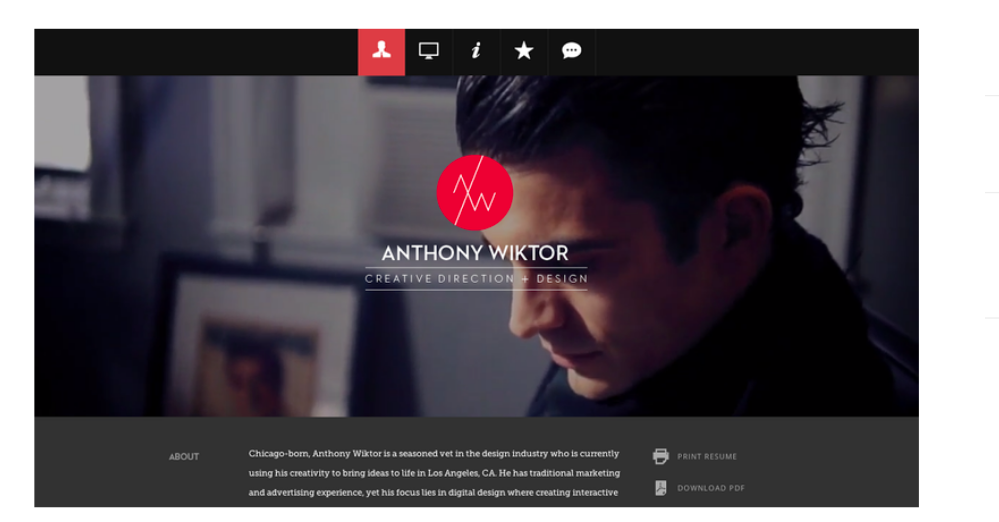 ANTHONY WIKTOR
CREATIVE DIRECTION + DESIGN
ABOUT
Chicago-born, Anthony Wiktor is a seasoned vet in the design industry who is currently
using his creativity to bring ideas to life in Los Angeles, CA. He has traditional marketing
and advertising experience, yet his focus lies in digital design where creating interactive
PRINT RESUME
DOWNLOAD PDF